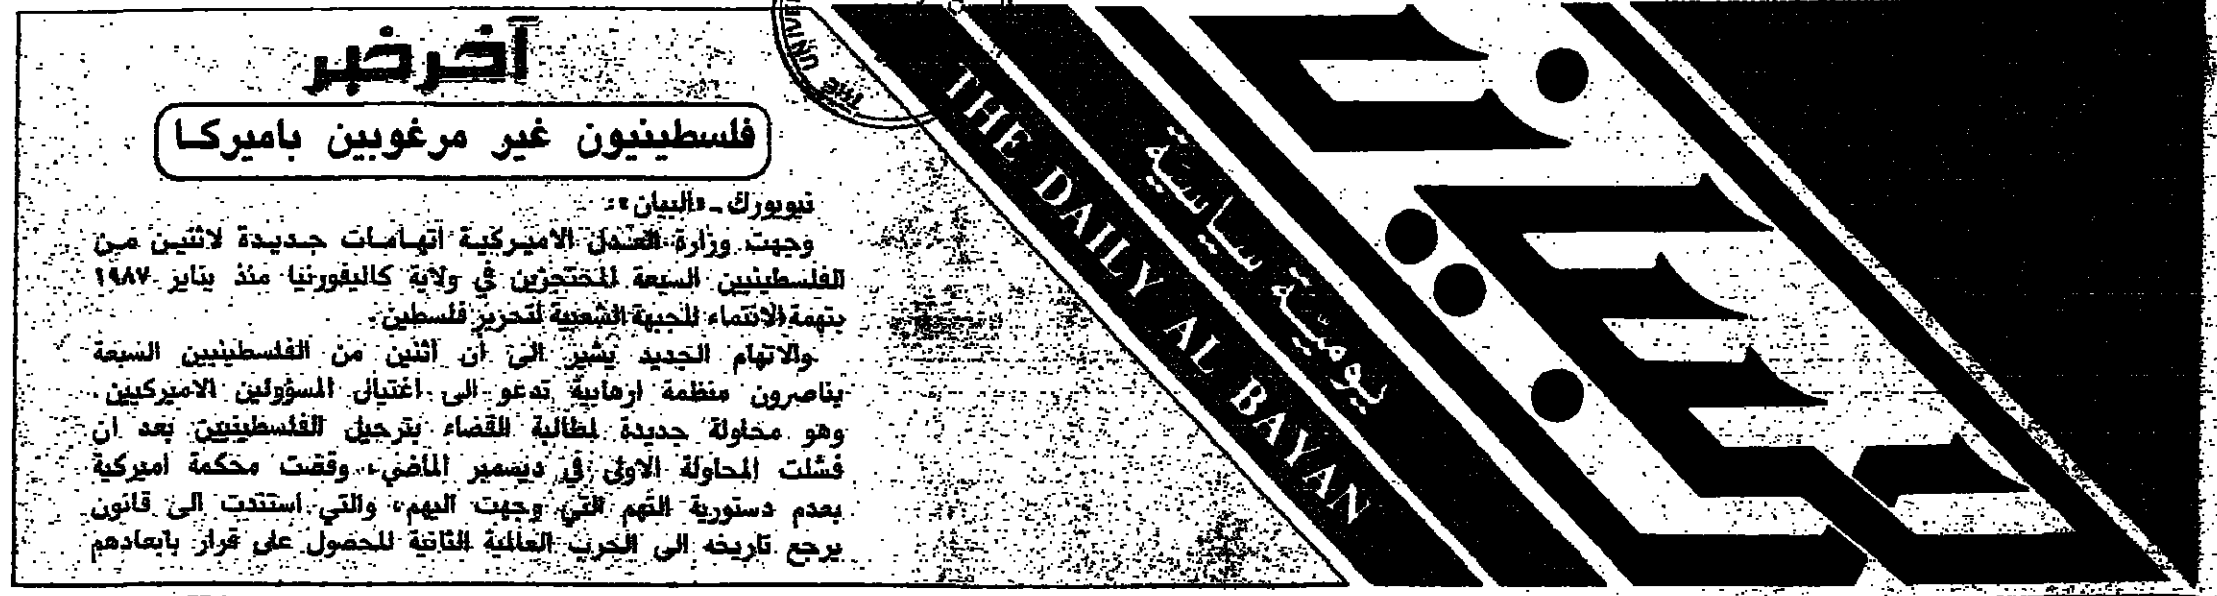 آخر خبر
فلسطينيون غير مرغوبين باميركا
نيويورك ـ «البيان»:
وجهت وزارة العدل الاميركية اتهامات جديدة لاثنين من
الفلسطينيين السبعة المحتجزين في ولاية كاليفورنيا منذ يناير ١٩٨٧
بتهمة الانتماء للجبهة الشعبية لتحرير فلسطين.
والاتهام الجديد يشير الى ان اثنين من الفلسطينيين السبعة
يناصرون منظمة ارهابية تدعو الى اغتيال المسؤولين الاميركيين.
وهو محاولة جديدة لمطالبة القضاء بترحيل الفلسطينيين بعد ان
فشلت المحاولة الاولى في ديسمبر الماضي، وقضت محكمة اميركية
بعدم دستورية التهم التي وجهت اليهم، والتي استندت الى قانون
يرجع تاريخه الى الحرب العالمية الثانية للحصول على قرار بابعادهم
البيان
يومية سياسية
THE DAILY AL BAYAN
THE UNIVE